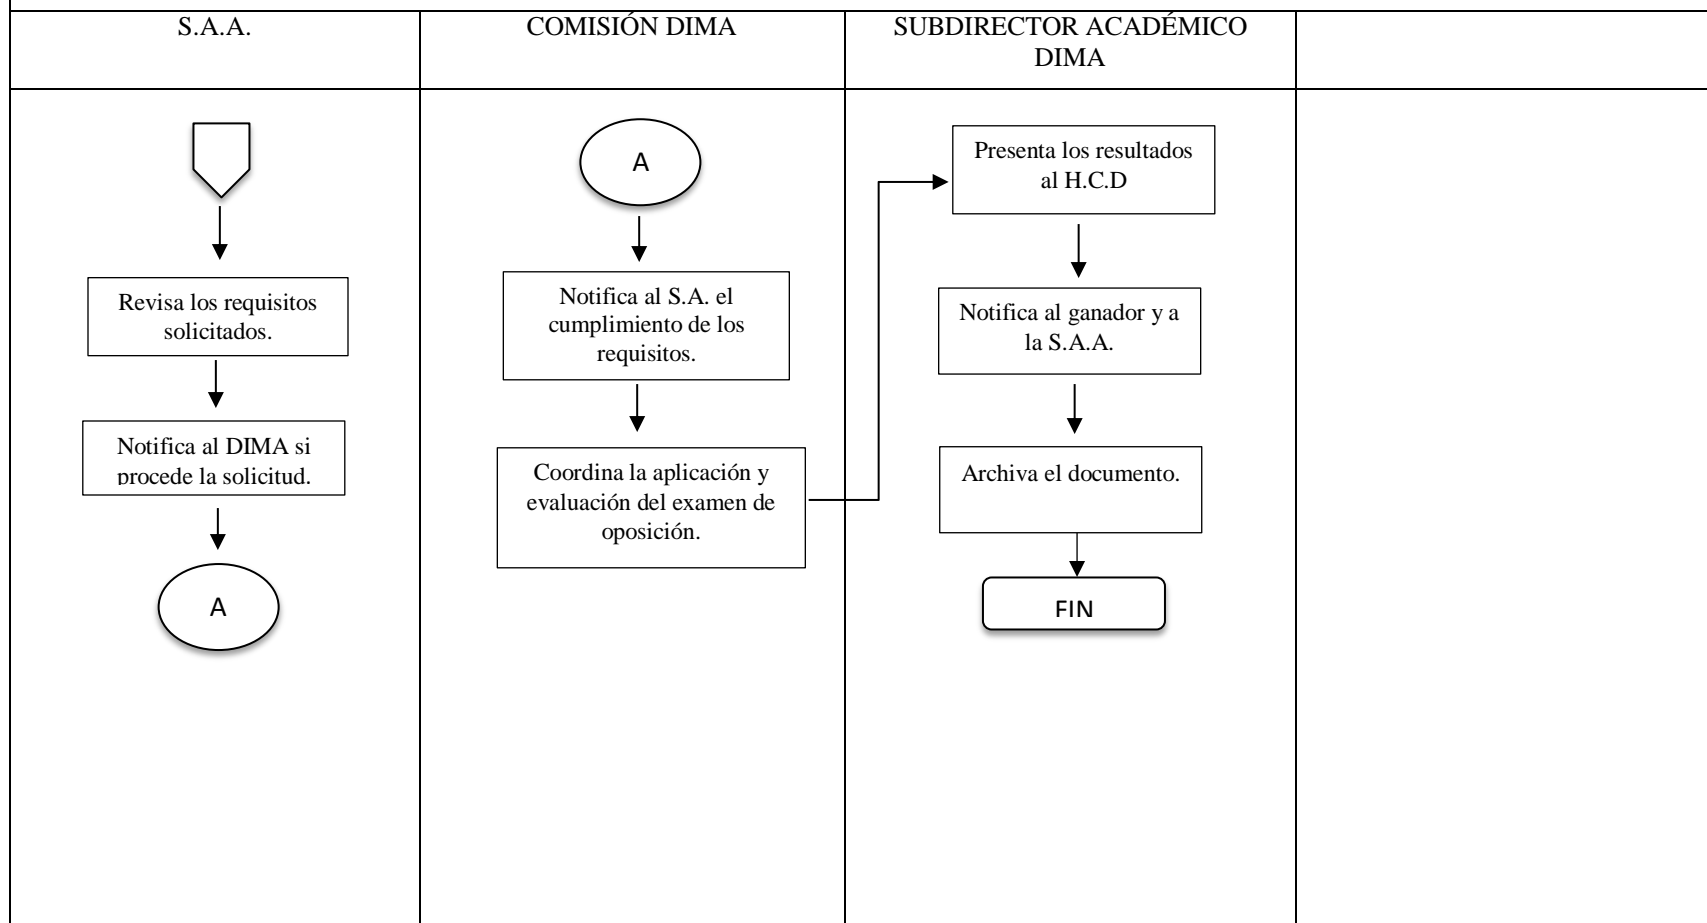 S.A.A.
COMISIÓN DIMA
SUBDIRECTOR ACADÉMICO
DIMA
Revisa los requisitos
solicitados.
Notifica al DIMA si
procede la solicitud.
A
A
Notifica al S.A. el
cumplimiento de los
requisitos.
Coordina la aplicación y
evaluación del examen de
oposición.
Presenta los resultados
al H.C.D
Notifica al ganador y a
la S.A.A.
Archiva el documento.
FIN